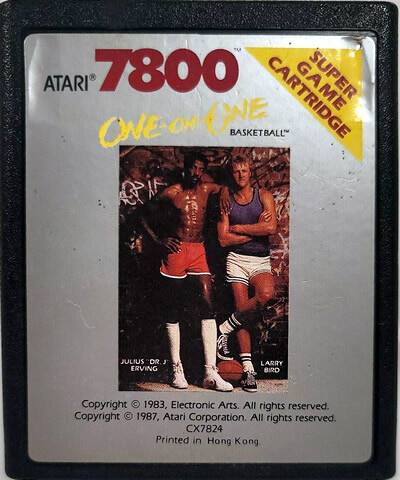 ATARI® 7800™
SUPER
GAME
CARTRIDGE
ONE-ON-ONE
BASKETBALL™
JULIUS "DR. J"
ERVING
LARRY
BIRD
Copyright © 1983, Electronic Arts. All rights reserved.
Copyright © 1987, Atari Corporation. All rights reserved.
CX7824
Printed in Hong Kong.